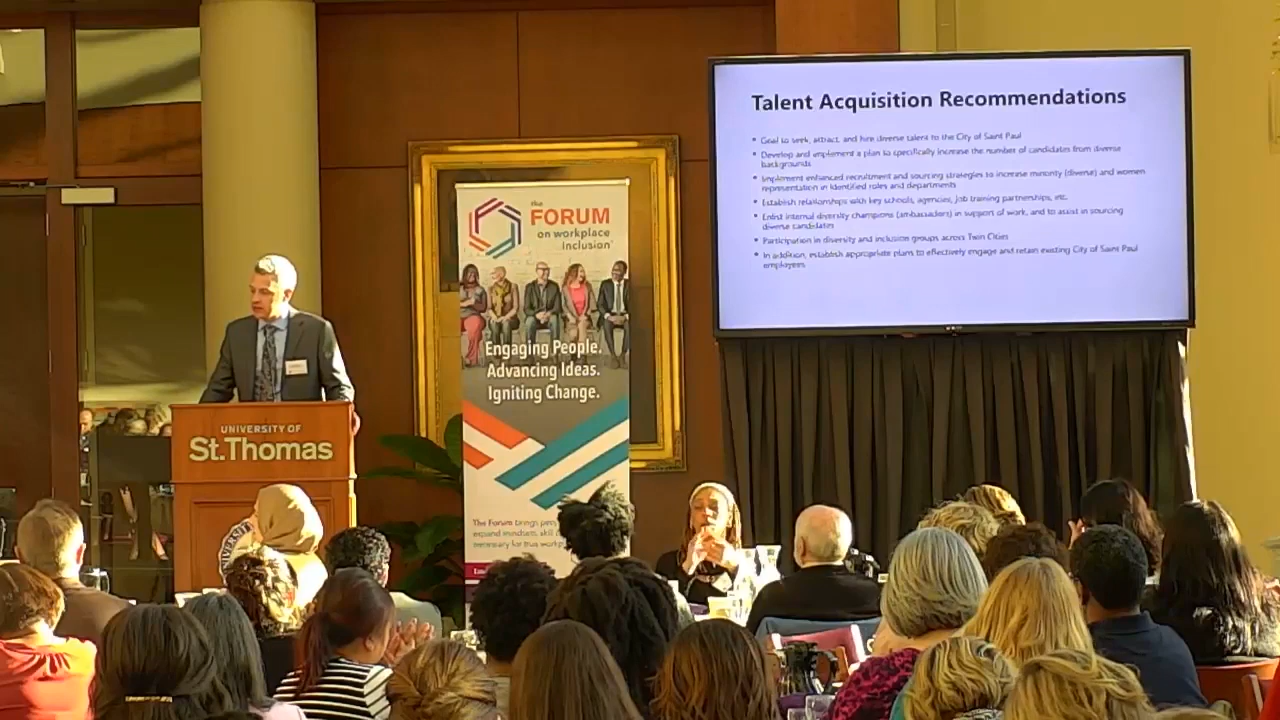 Talent Acquisition Recommendations
• Goal to seek, attract, and hire diverse talent to the City of Saint Paul
• Develop and implement a plan to specifically increase the number of candidates from diverse
backgrounds
• Implement enhanced recruitment and sourcing strategies to increase minority (diverse) and women
representation in identified roles and departments
• Establish relationships with key schools, agencies, job training partnerships, etc.
• Enlist internal diversity champions (ambassadors) in support of work, and to assist in sourcing
diverse candidates
• Participation in diversity and inclusion groups across Twin Cities
• In addition, establish appropriate plans to effectively engage and retain existing City of Saint Paul
employees
the
FORUM
on workplace
inclusion
Engaging People.
Advancing Ideas.
Igniting Change.
The Forum brings
expand mindsets, skill
necessary for true
UNIVERSITY OF
St.Thomas